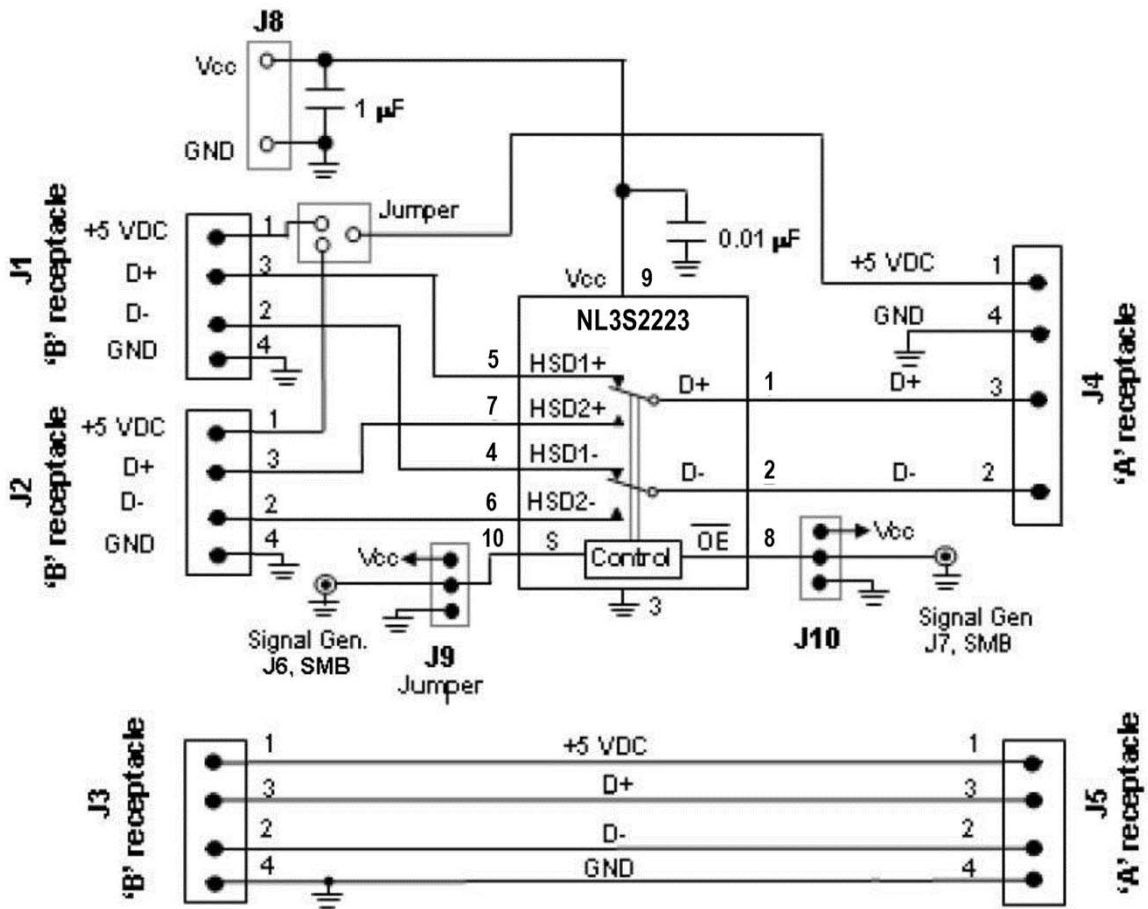 J8
Vcc
1 µF
GND
J1
'B' receptacle
+5 VDC
D+
D-
GND
1
3
2
4
Jumper
0.01 µF
J2
'B' receptacle
+5 VDC
D+
D-
GND
1
3
2
4
Vcc 9
NL3S2223
5 HSD1+
7 HSD2+
4 HSD1-
6 HSD2-
10 S
Control
OE 8
D+ 1
D- 2
3
+5 VDC 1
GND 4
D+ 3
D- 2
J4
'A' receptacle
Vcc
Signal Gen.
J6, SMB
J9
Jumper
Vcc
J10
Signal Gen
J7, SMB
J3
'B' receptacle
1 +5 VDC 1
3 D+ 3
2 D- 2
4 GND 4
J5
'A' receptacle